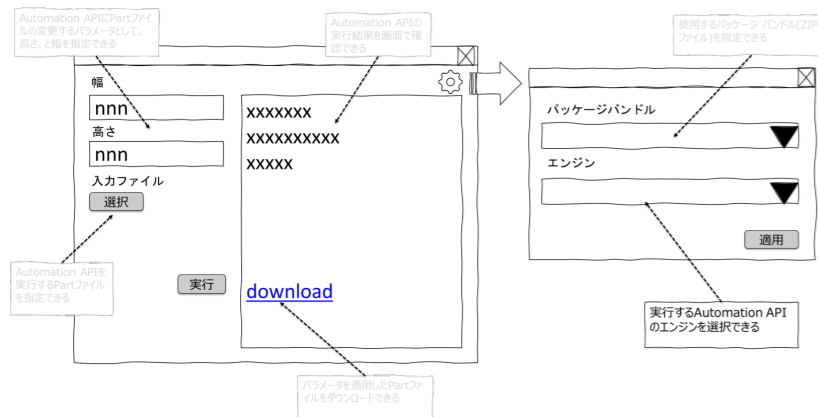 Automation APIにPartファイ
ルの変更するパラメータとして、
高さ、と幅を指定できる
Automation APIの
実行結果を画面で確
認できる
使用するパッケージ バンドル(ZIP
ファイル)を指定できる
幅
nnn
高さ
nnn
入力ファイル
選択
xxxxxxx
xxxxxxxxxx
xxxxx
パッケージバンドル
エンジン
適用
Automation APIを
実行するPartファイル
を指定できる
実行
download
実行するAutomation API
のエンジンを選択できる
パラメータを適用したPartファ
イルをダウンロードできる